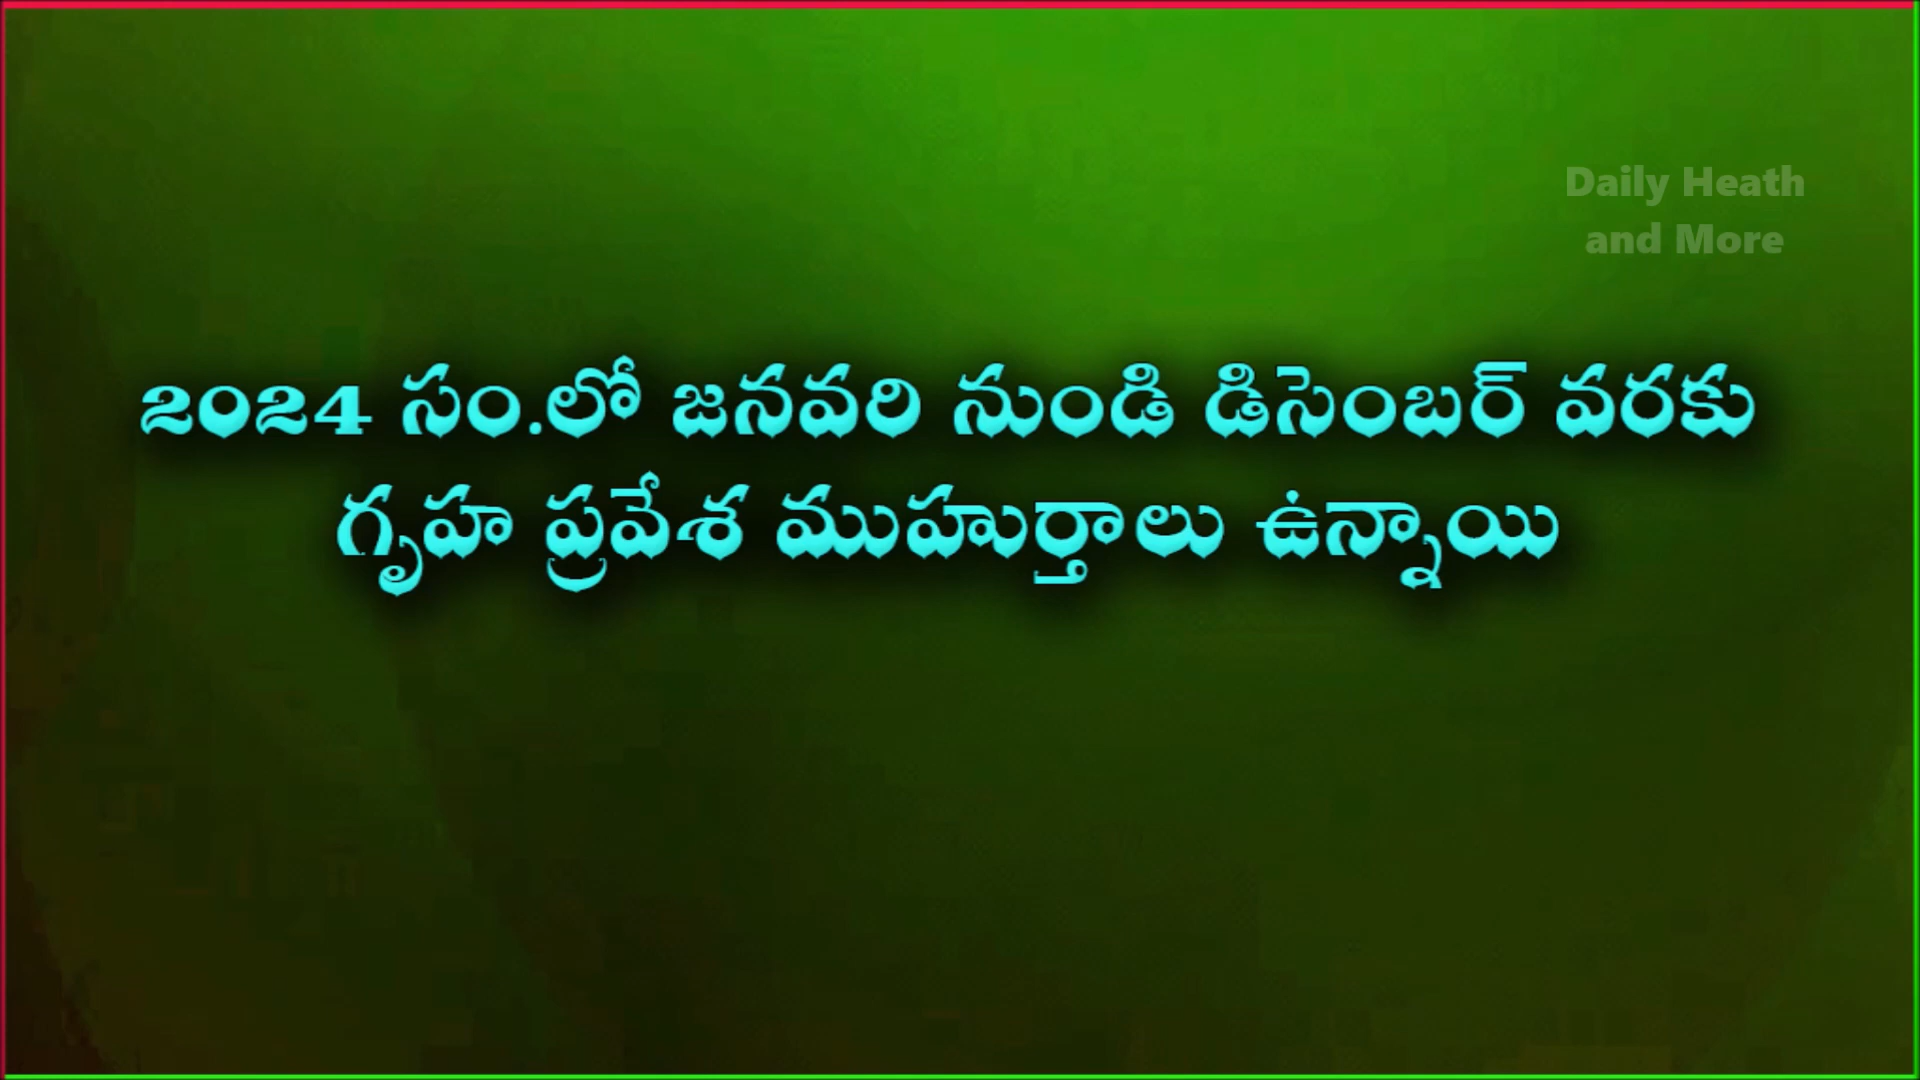 Daily Heath
and More
2024 సం.లో జనవరి నుండి డిసెంబర్ వరకు
గృహ ప్రవేశ ముహుర్తాలు ఉన్నాయి